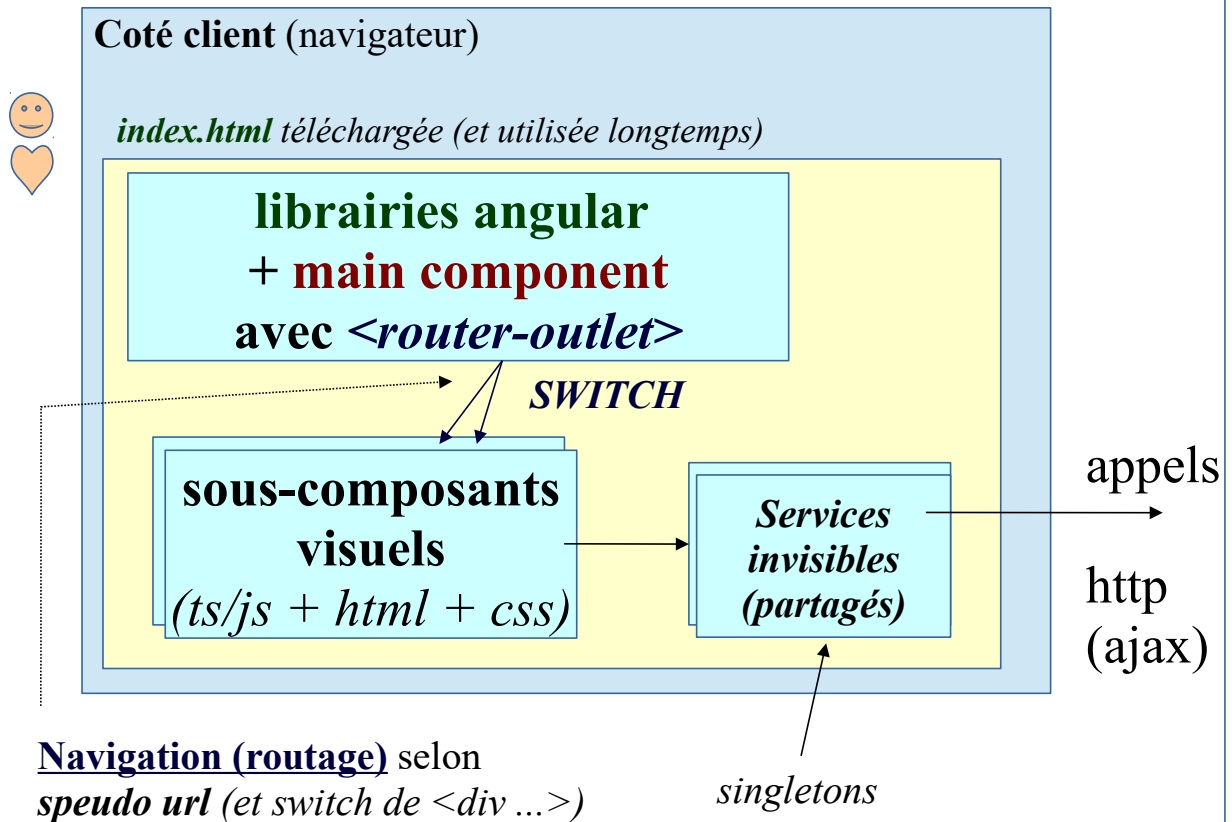 Coté client (navigateur)
index.html téléchargée (et utilisée longtemps)
librairies angular
+ main component
avec <router-outlet>
SWITCH
sous-composants
visuels
(ts/js + html + css)
Services
invisibles
(partagés)
appels
http
(ajax)
Navigation (routage) selon
speudo url (et switch de <div ...>)
singletons